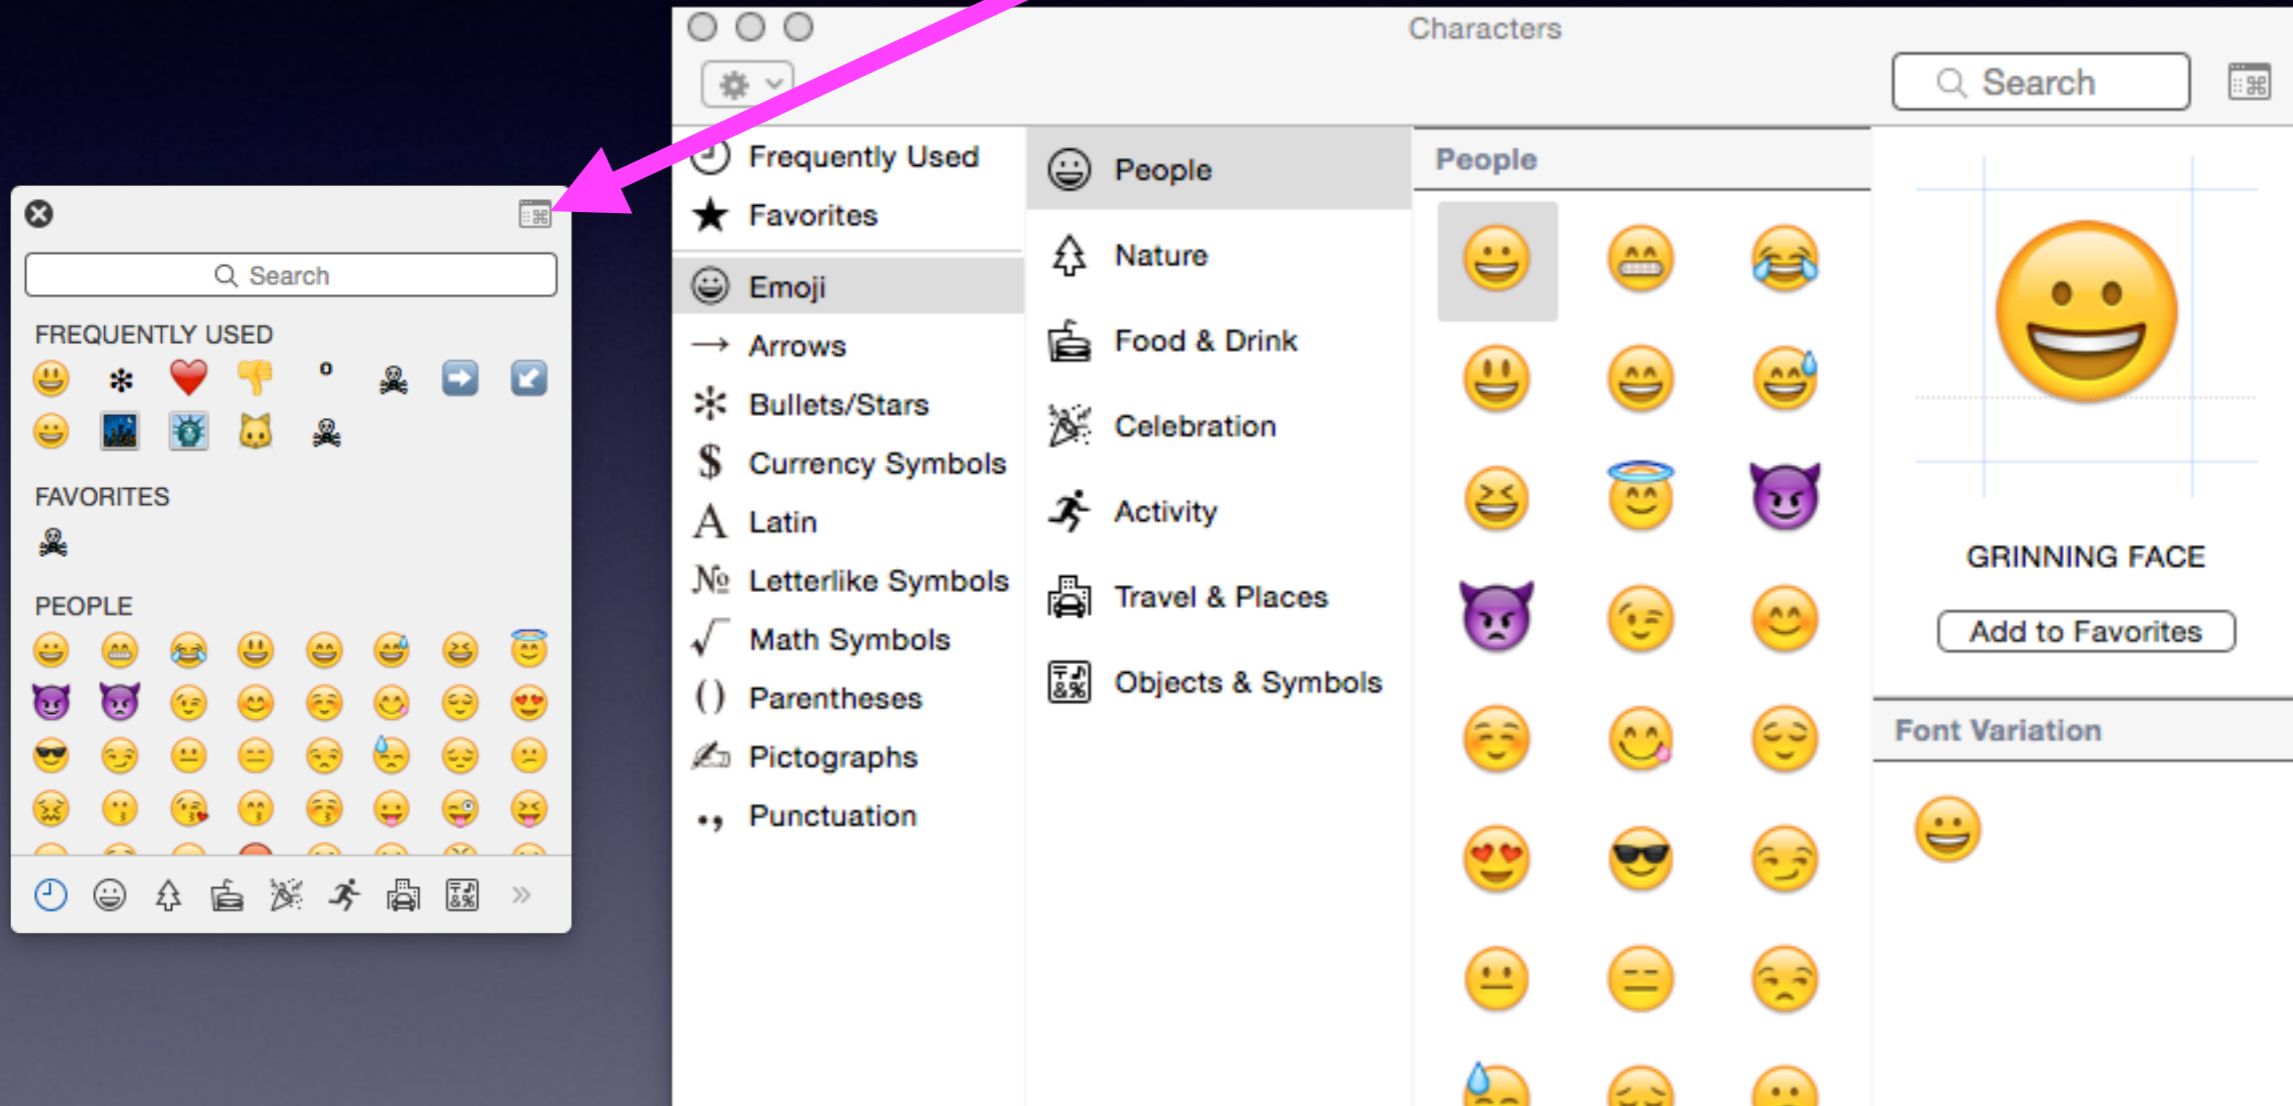 Search
FREQUENTLY USED
FAVORITES
PEOPLE
Characters
Search
Frequently Used
Favorites
Emoji
Arrows
Bullets/Stars
Currency Symbols
Latin
Letterlike Symbols
Math Symbols
Parentheses
Pictographs
Punctuation
People
Nature
Food & Drink
Celebration
Activity
Travel & Places
Objects & Symbols
People
GRINNING FACE
Add to Favorites
Font Variation